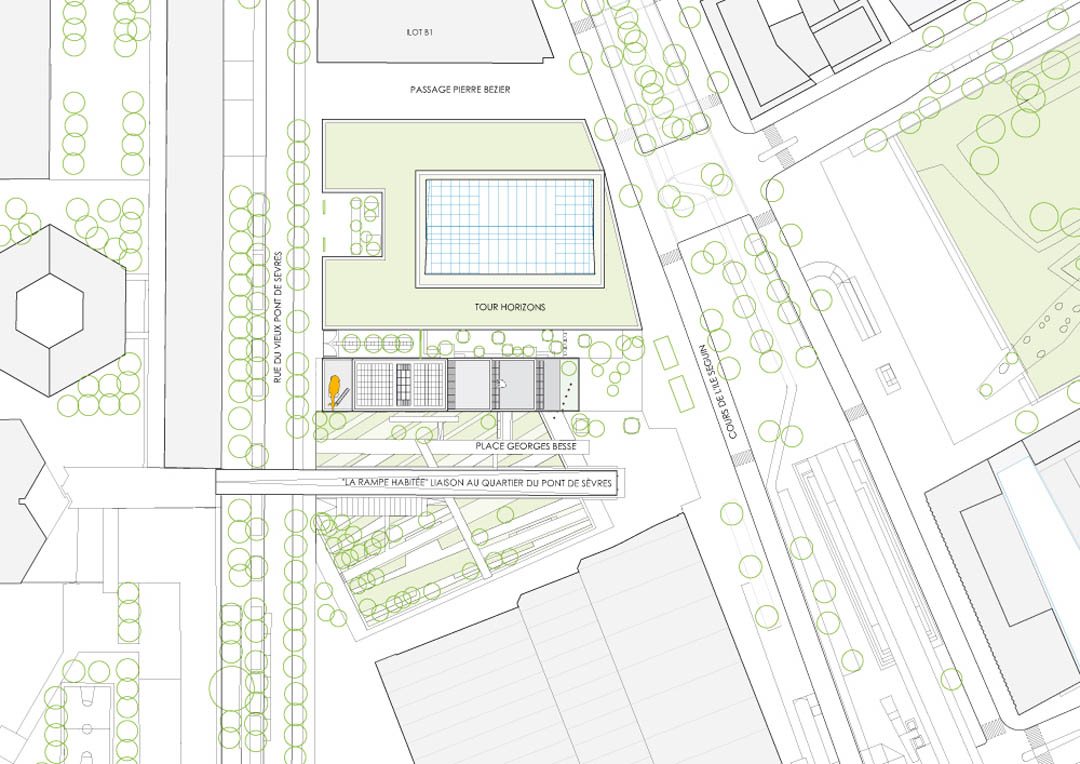 ILOT B1
PASSAGE PIERRE BEZIER
RUE DU VIEUX PONT DE SEVRES
TOUR HORIZONS
COURS DE L'ILE SEGUIN
PLACE GEORGES BESSE
"LA RAMPE HABITÉE" LIAISON AU QUARTIER DU PONT DE SÈVRES